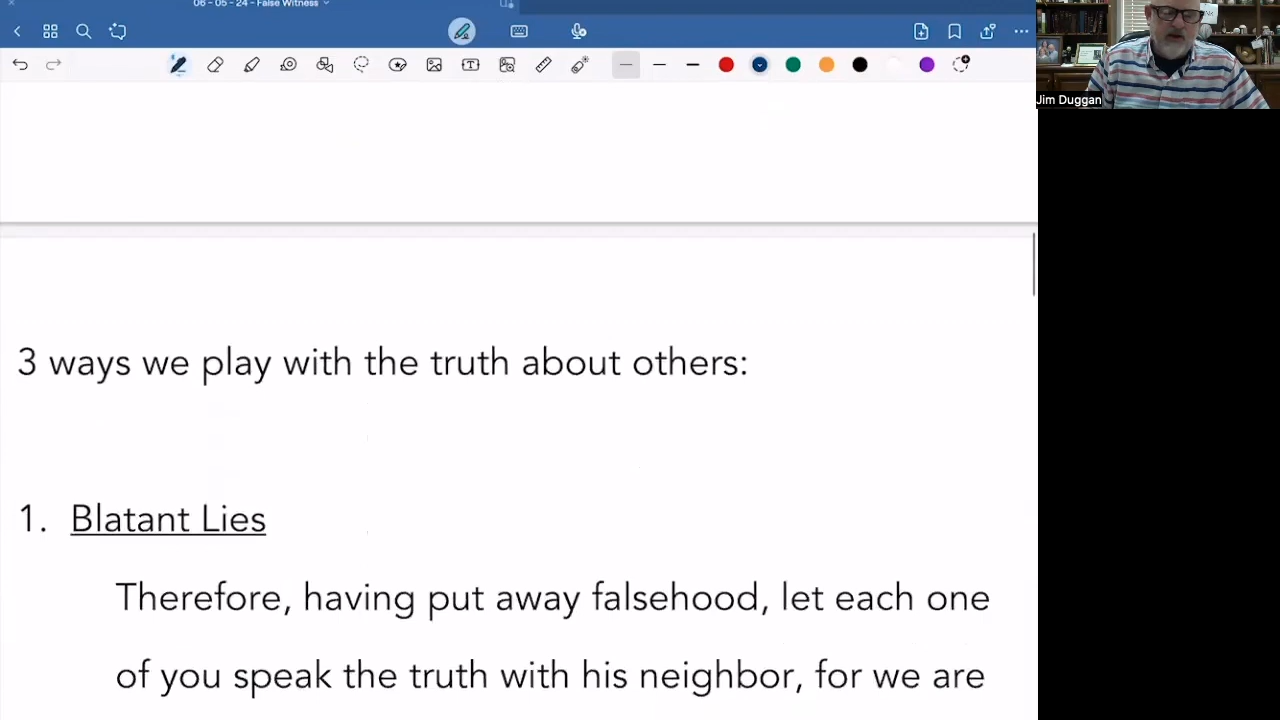 06 - 05 - 24 - False Witness
Jim Duggan
3 ways we play with the truth about others:
1. Blatant Lies
Therefore, having put away falsehood, let each one
of you speak the truth with his neighbor, for we are